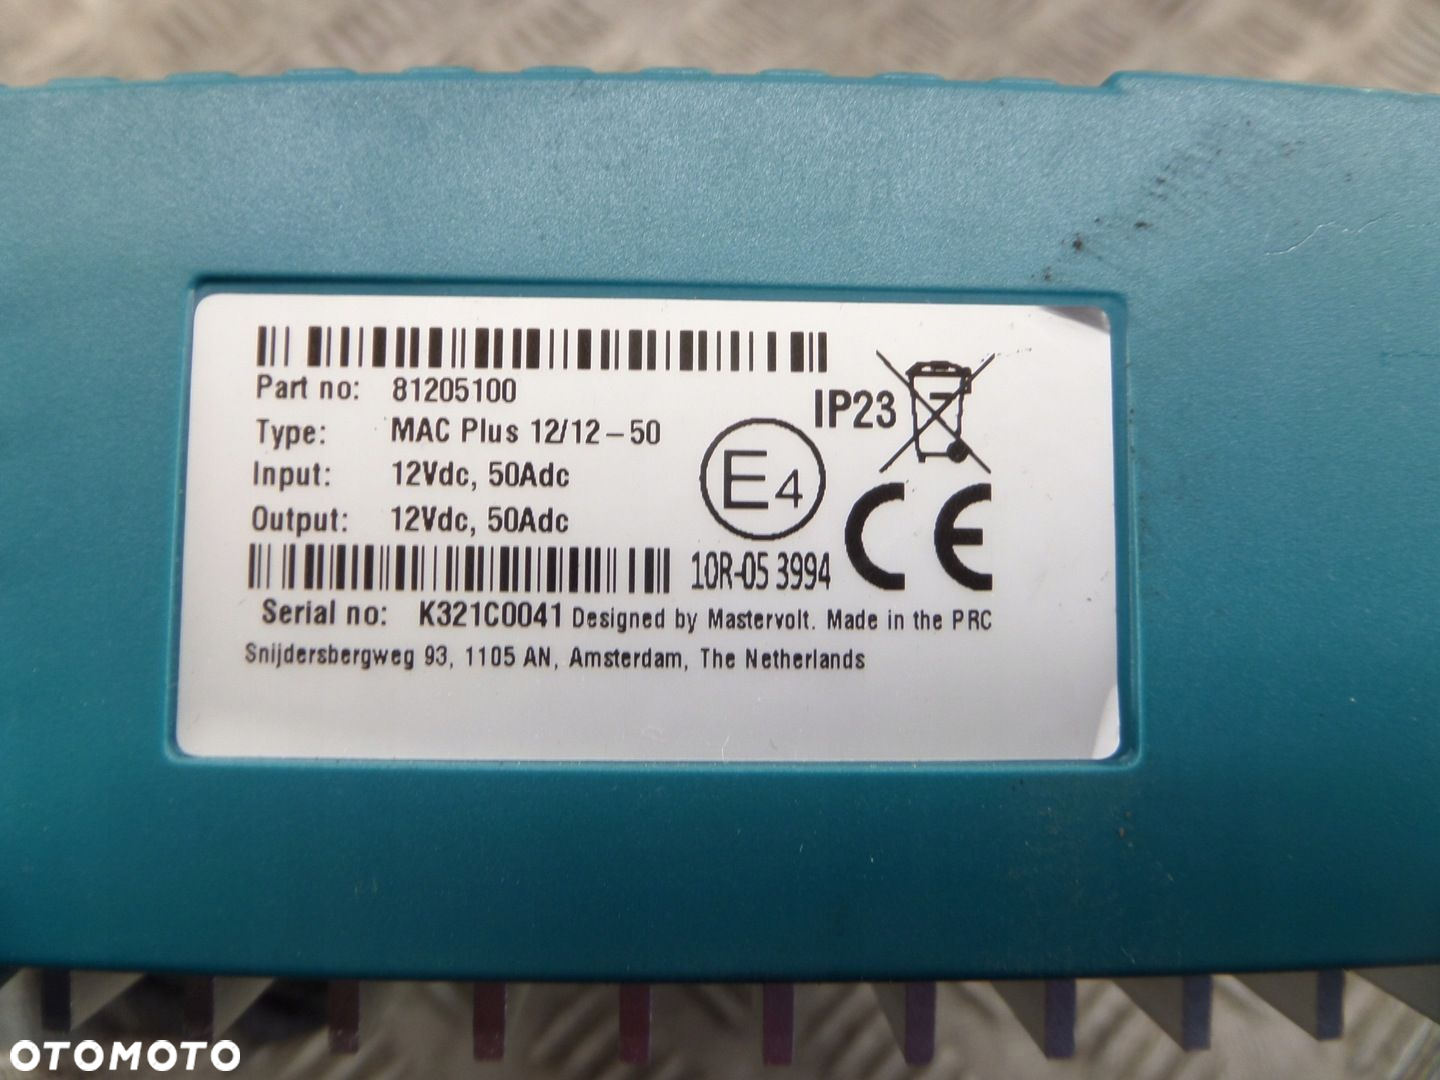 Part no: 81205100
Type: MAC Plus 12/12-50
Input: 12Vdc, 50Adc
Output: 12Vdc, 50Adc
IP23
E4
CE
10R-05 3994
Serial no: K321C0041 Designed by Mastervolt. Made in the PRC
Snijdersbergweg 93, 1105 AN, Amsterdam, The Netherlands
OTOMOTO